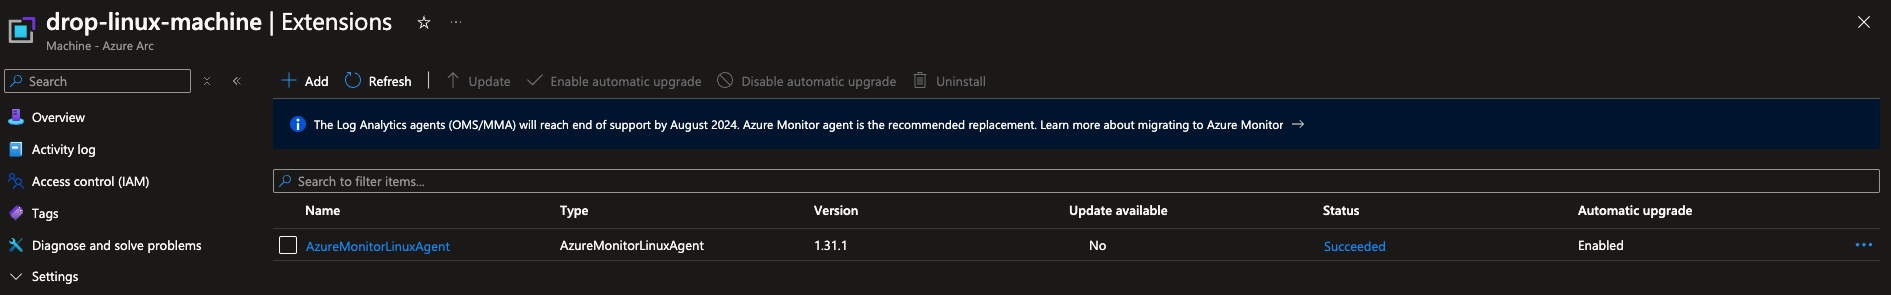 drop-linux-machine | Extensions
Machine - Azure Arc
Search
Add Refresh Update Enable automatic upgrade Disable automatic upgrade Uninstall
Overview
The Log Analytics agents (OMS/MMA) will reach end of support by August 2024. Azure Monitor agent is the recommended replacement. Learn more about migrating to Azure Monitor →
Activity log
Access control (IAM)
Search to filter items...
Tags
Name Type Version Update available Status Automatic upgrade
Diagnose and solve problems
AzureMonitorLinuxAgent AzureMonitorLinuxAgent 1.31.1 No Succeeded Enabled
Settings